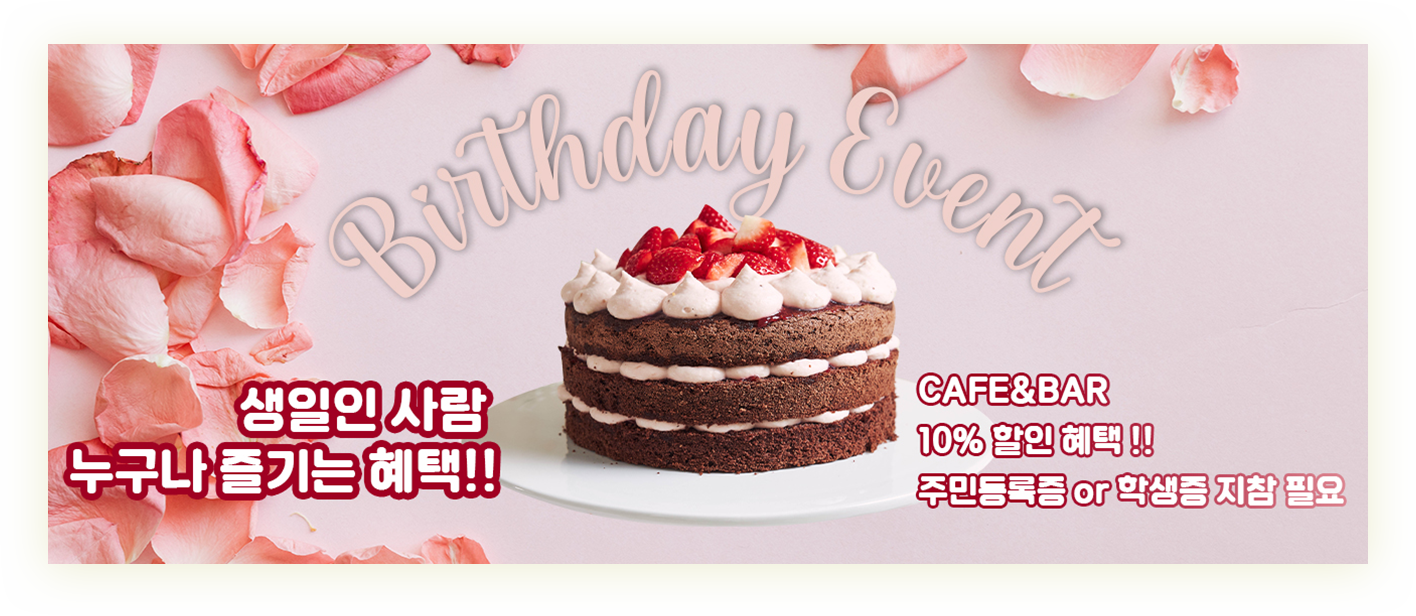 Birthday Event
생일인 사람
누구나 즐기는 혜택!!
CAFE&BAR
10% 할인 혜택 !!
주민등록증 or 학생증 지참 필요